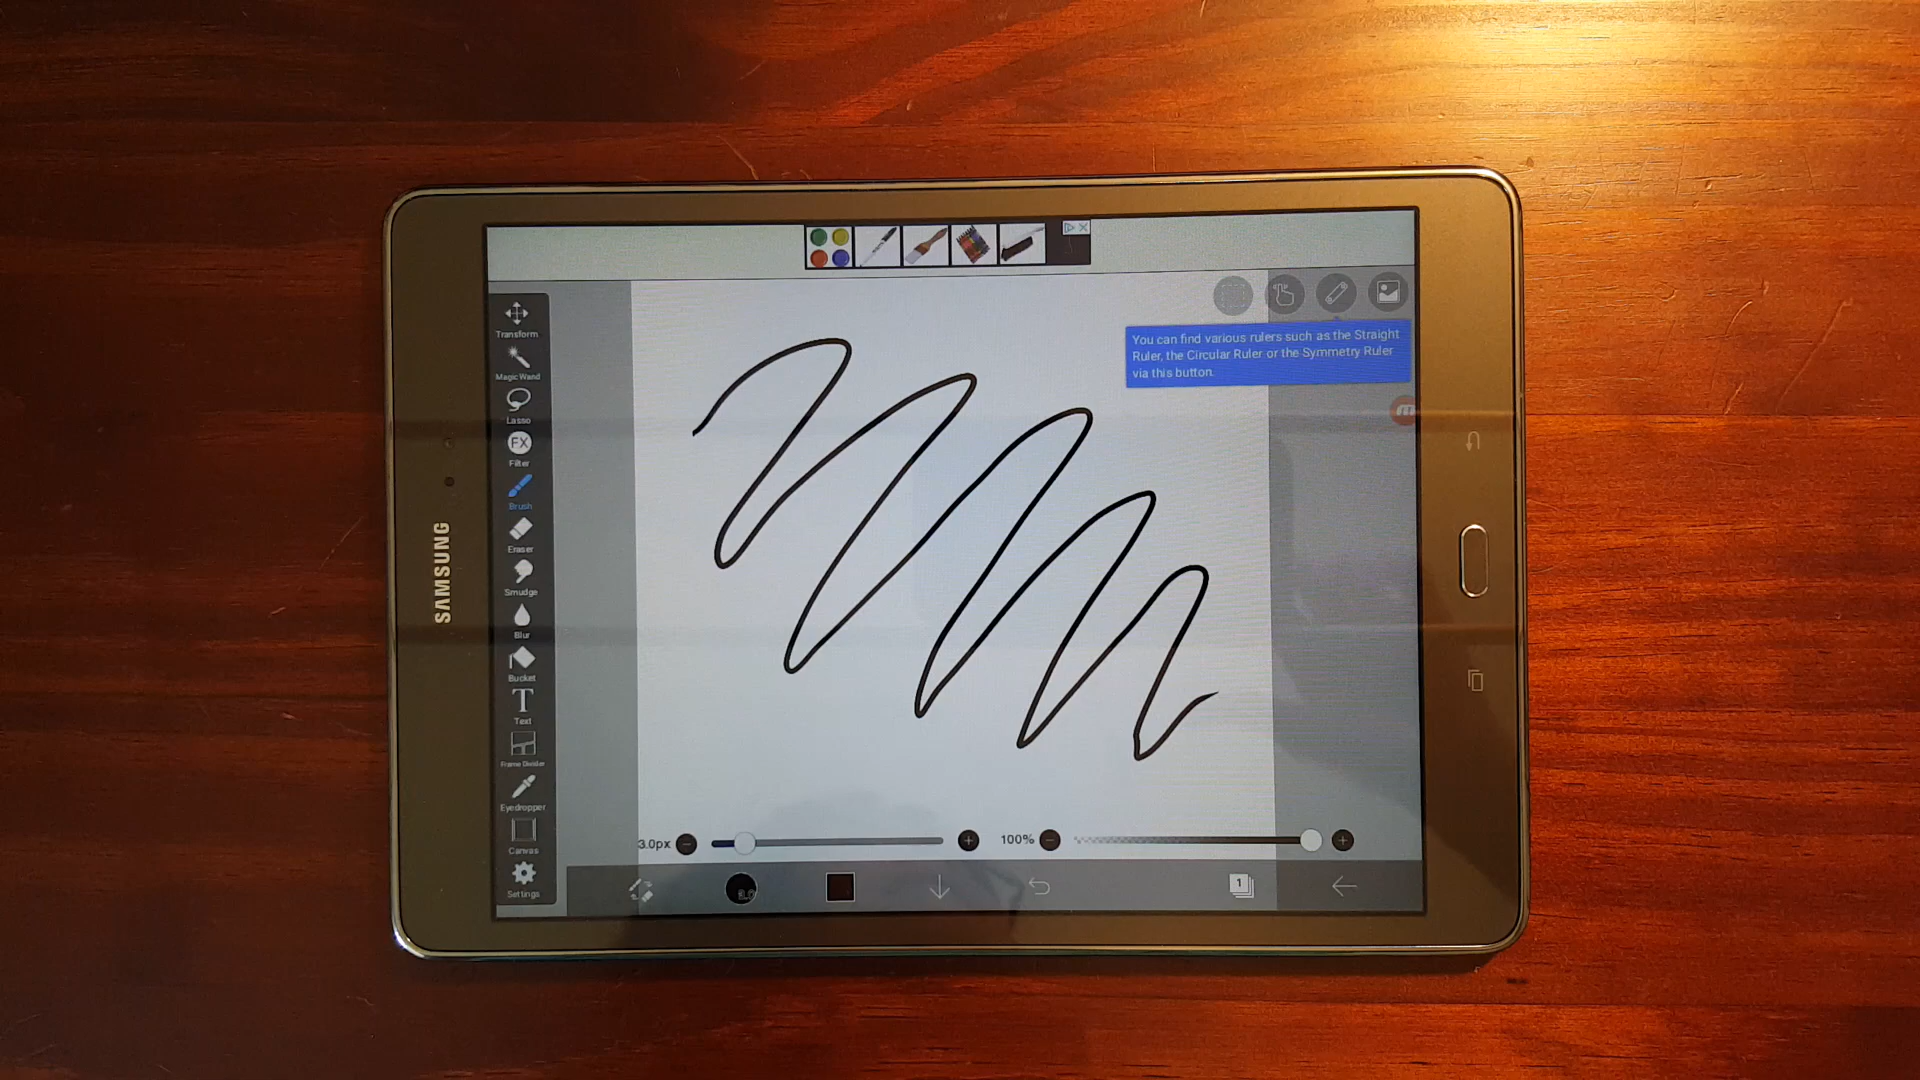 You can find various rulers such as the Straight
Ruler, the Circular Ruler or the Symmetry Ruler
via this button.
Transform
Magic Wand
Lasso
FX
Filter
Brush
Eraser
Smudge
Blur
Bucket
T
Text
Frame Divider
Eyedropper
Canvas
Settings
SAMSUNG
3.0px
100%
1